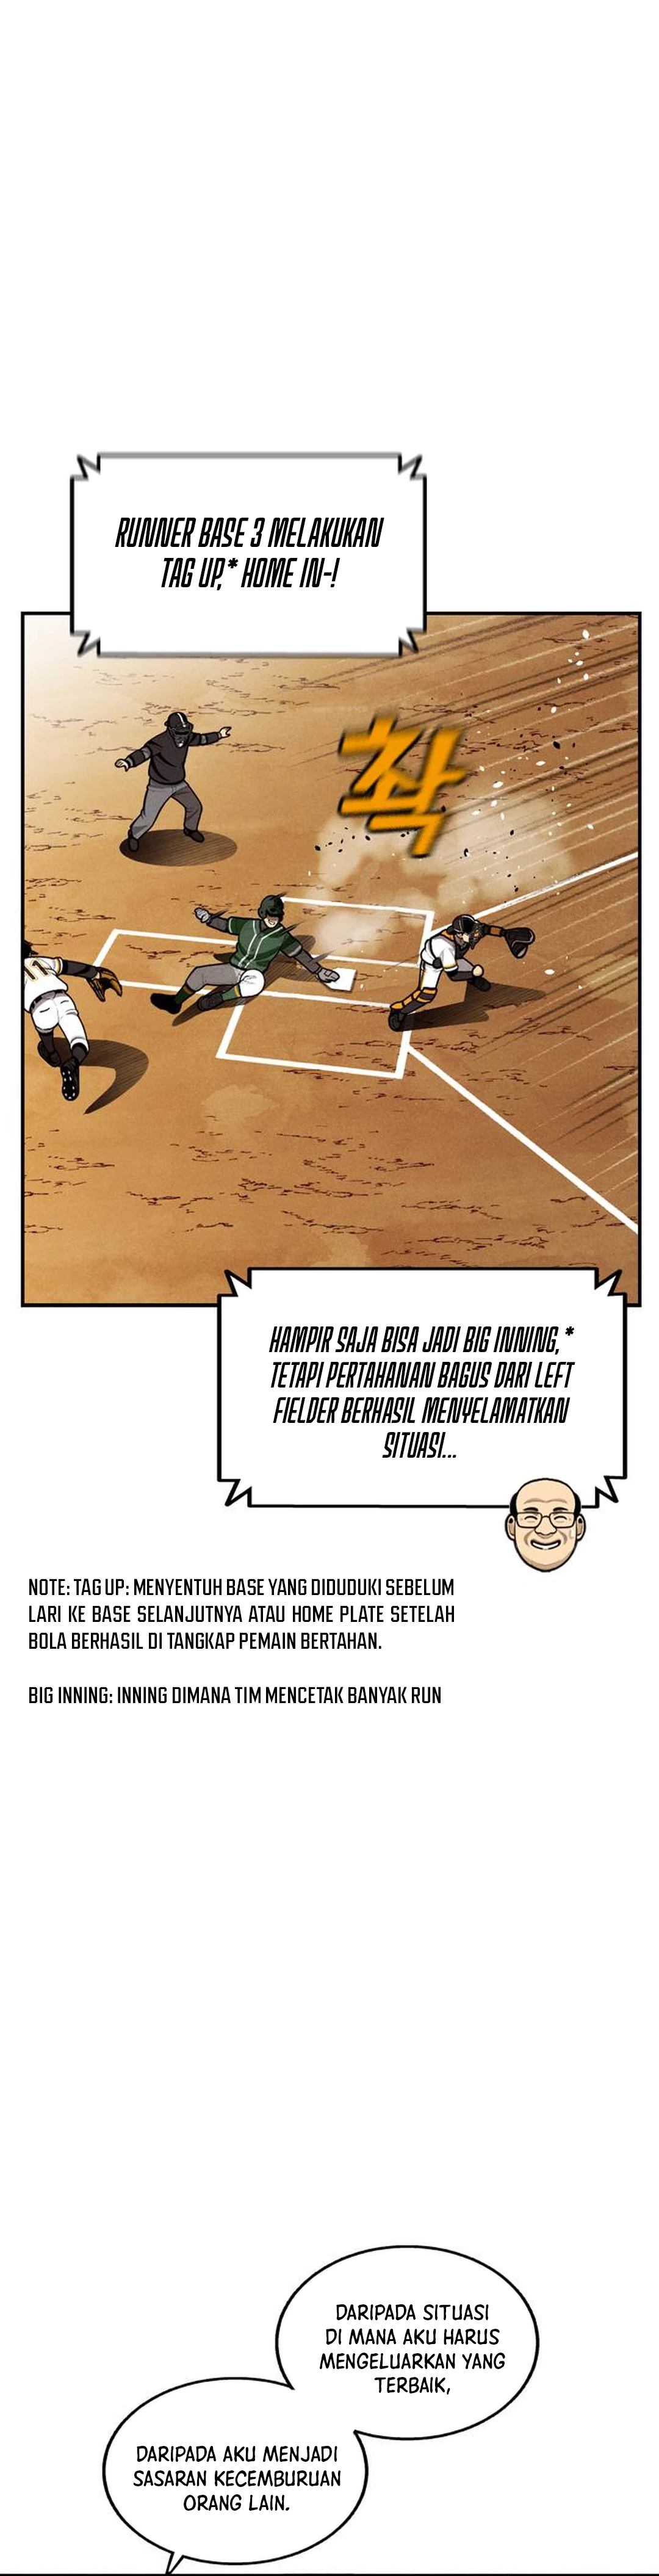 RUNNER BASE 3 MELAKUKAN
TAG UP,* HOME IN-!
촥
HAMPIR SAJA BISA JADI BIG INNING,*
TETAPI PERTAHANAN BAGUS DARI LEFT
FIELDER BERHASIL MENYELAMATKAN
SITUASI...
NOTE: TAG UP: MENYENTUH BASE YANG DIDUDUKI SEBELUM
LARI KE BASE SELANJUTNYA ATAU HOME PLATE SETELAH
BOLA BERHASIL DI TANGKAP PEMAIN BERTAHAN.
BIG INNING: INNING DIMANA TIM MENCETAK BANYAK RUN
DARIPADA SITUASI
DI MANA AKU HARUS
MENGELUARKAN YANG
TERBAIK,
DARIPADA AKU MENJADI
SASARAN KECEMBURUAN
ORANG LAIN.